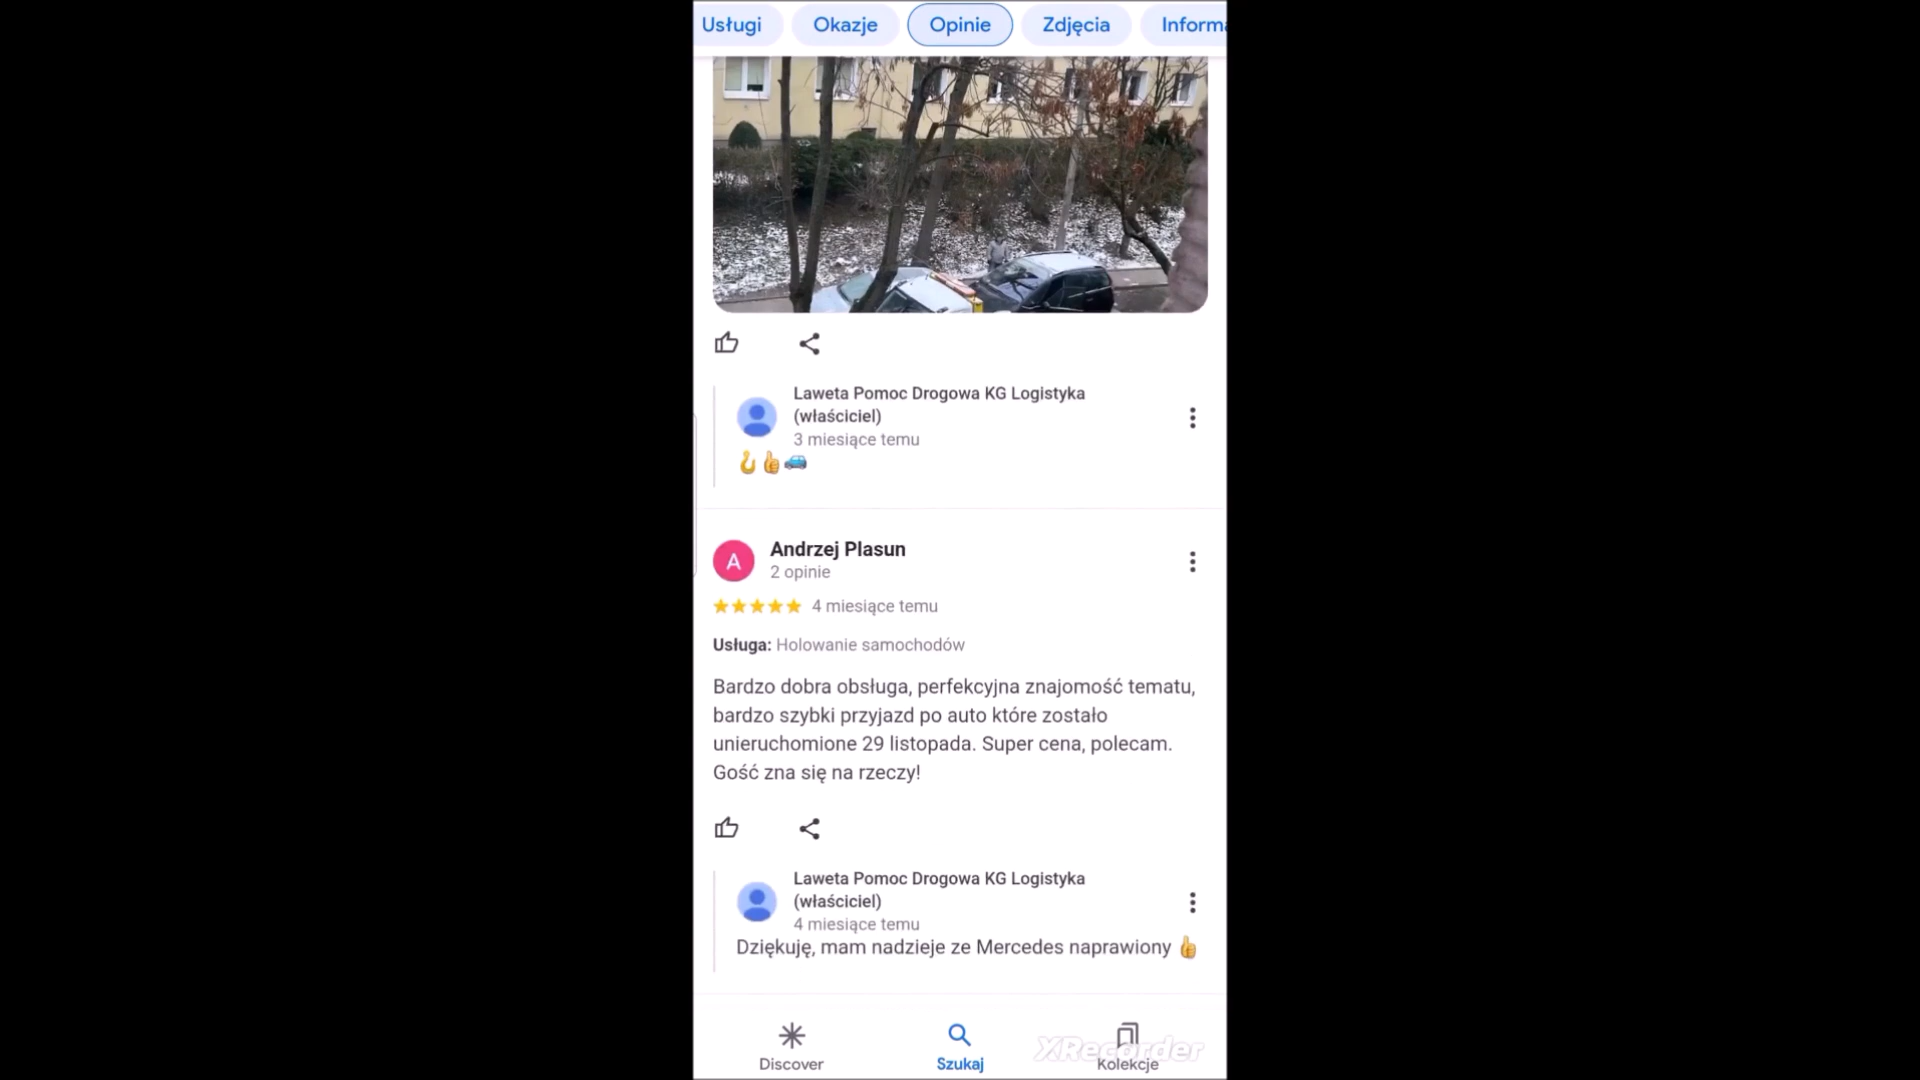 Usługi Okazje Opinie Zdjęcia Informa
Laweta Pomoc Drogowa KG Logistyka
(właściciel)
3 miesiące temu
🪝👍🚙
A
Andrzej Plasun
2 opinie
4 miesiące temu
Usługa: Holowanie samochodów
Bardzo dobra obsługa, perfekcyjna znajomość tematu,
bardzo szybki przyjazd po auto które zostało
unieruchomione 29 listopada. Super cena, polecam.
Gość zna się na rzeczy!
Laweta Pomoc Drogowa KG Logistyka
(właściciel)
4 miesiące temu
Dziękuję, mam nadzieje ze Mercedes naprawiony 👍
Discover Szukaj Kolekcje
XRecorder